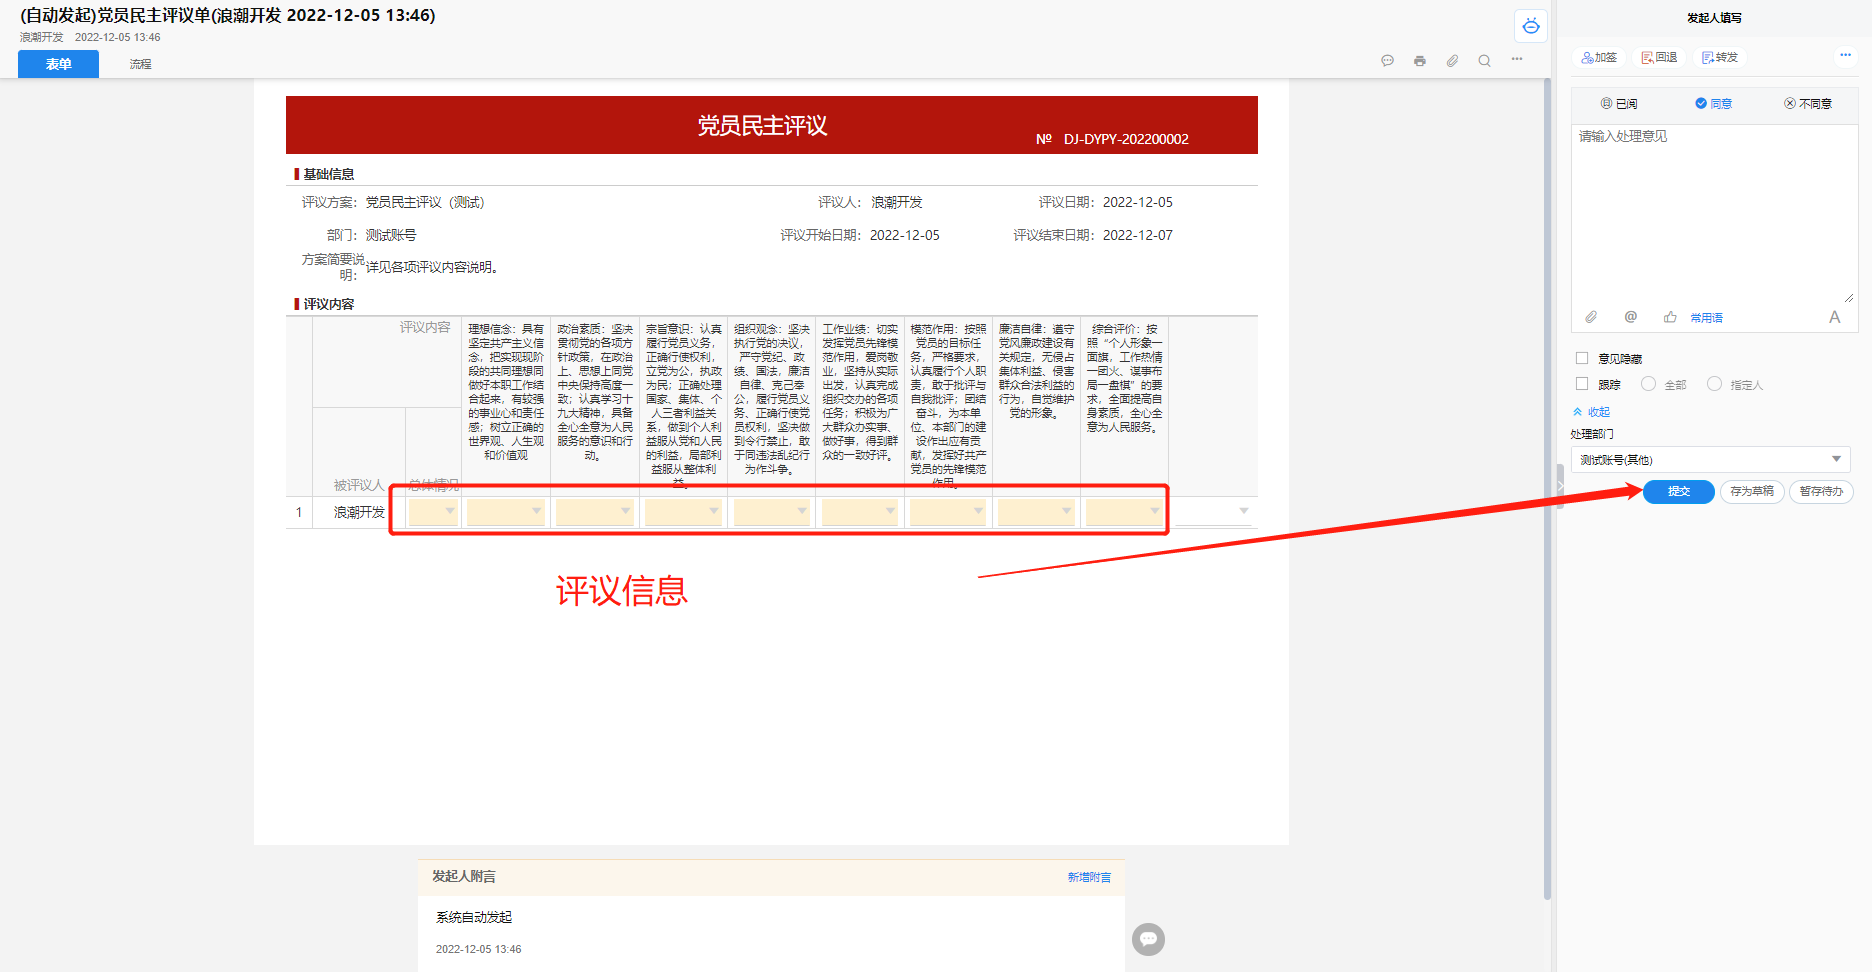 (自动发起)党员民主评议单(浪潮开发 2022-12-05 13:46)
浪潮开发 2022-12-05 13:46
表单 流程
党员民主评议
№ DJ-DYPY-202200002
基础信息
评议方案: 党员民主评议（测试） 评议人: 浪潮开发 评议日期: 2022-12-05
部门: 测试账号 评议开始日期: 2022-12-05 评议结束日期: 2022-12-07
方案简要说
明: 详见各项评议内容说明。
评议内容
评议内容
被评议人
总体情况
理想信念：具有
坚定共产主义信
念，把实现现阶
段的共同理想同
做好本职工作结
合起来，有较强
的事业心和责任
感；树立正确的
世界观、人生观
和价值观
政治素质：坚决
贯彻党的各项方
针政策，在政治
上、思想上同党
中央保持高度一
致；认真学习十
九大精神，具备
全心全意为人民
服务的意识和行
动。
宗旨意识：认真
履行党员义务，
正确行使权利，
立党为公，执政
为民；正确处理
国家、集体、个
人三者利益关
系，做到个人利
益服从党和人民
的利益，局部利
益服从整体利
益。
组织观念：坚决
执行党的决议，
严守党纪、政
绩、国法，廉洁
自律、克己奉
公，履行党员义
务、正确行使党
员权利，坚决做
到令行禁止，敢
于同违法乱纪行
为作斗争。
工作业绩：切实
发挥党员先锋模
范作用，爱岗敬
业，坚持从实际
出发，认真完成
组织交办的各项
任务；积极为广
大群众办实事、
做好事，得到群
众的一致好评。
模范作用：按照
党员的目标任
务，严格要求，
认真履行个人职
责，敢于批评与
自我批评；团结
奋斗，为本单
位、本部门的建
设作出应有贡
献，发挥好共产
党员的先锋模范
作用。
廉洁自律：遵守
党风廉政建设有
关规定，无侵占
集体利益、侵害
群众合法利益的
行为，自觉维护
党的形象。
综合评价：按
照“个人形象一
面旗，工作热情
一团火、谋事布
局一盘棋”的要
求，全面提高自
身素质，全心全
意为人民服务。
1 浪潮开发
评议信息
发起人附言 新增附言
系统自动发起
2022-12-05 13:46
发起人填写
加签 回退 转发
已阅 同意 不同意
请输入处理意见
@ 常用语 A
意见隐藏
跟踪 全部 指定人
收起
处理部门
测试账号(其他)
提交 存为草稿 暂存待办